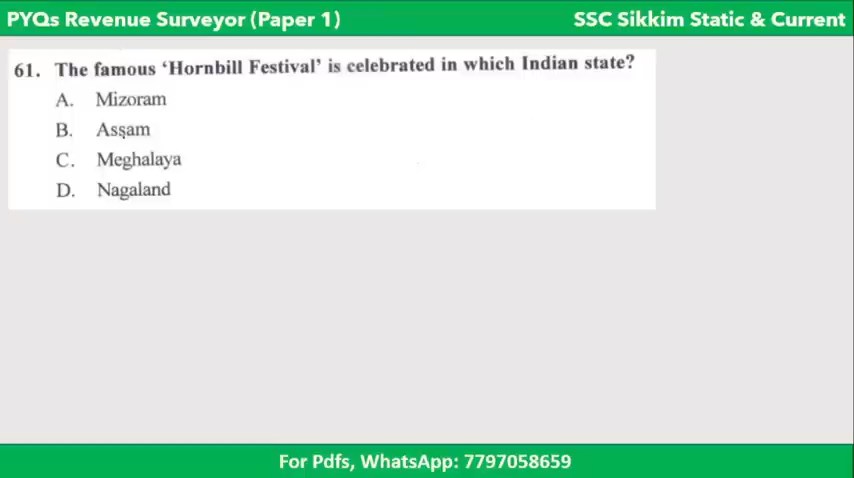 PYQs Revenue Surveyor (Paper 1) SSC Sikkim Static & Current
61. The famous ‘Hornbill Festival’ is celebrated in which Indian state?
A. Mizoram
B. Assam
C. Meghalaya
D. Nagaland
For Pdfs, WhatsApp: 7797058659